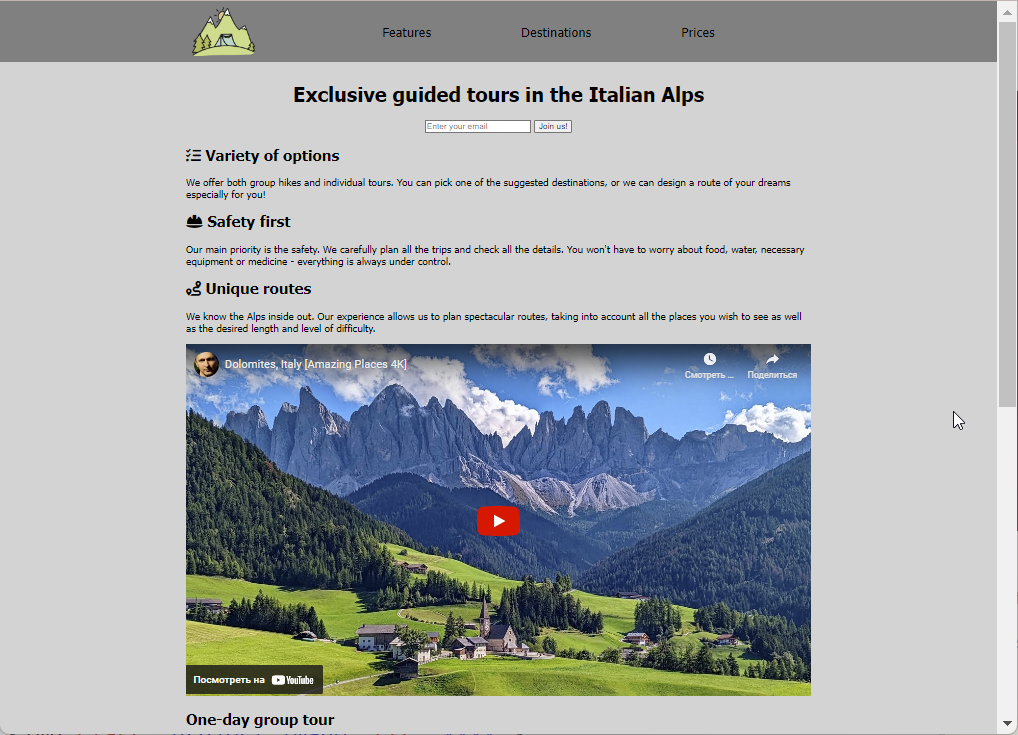 Features Destinations Prices
Exclusive guided tours in the Italian Alps
Enter your email Join us!
Variety of options
We offer both group hikes and individual tours. You can pick one of the suggested destinations, or we can design a route of your dreams
especially for you!
Safety first
Our main priority is the safety. We carefully plan all the trips and check all the details. You won't have to worry about food, water, necessary
equipment or medicine - everything is always under control.
Unique routes
We know the Alps inside out. Our experience allows us to plan spectacular routes, taking into account all the places you wish to see as well
as the desired length and level of difficulty.
Dolomites, Italy [Amazing Places 4K]
Смотреть ... Поделиться
Посмотреть на YouTube
One-day group tour